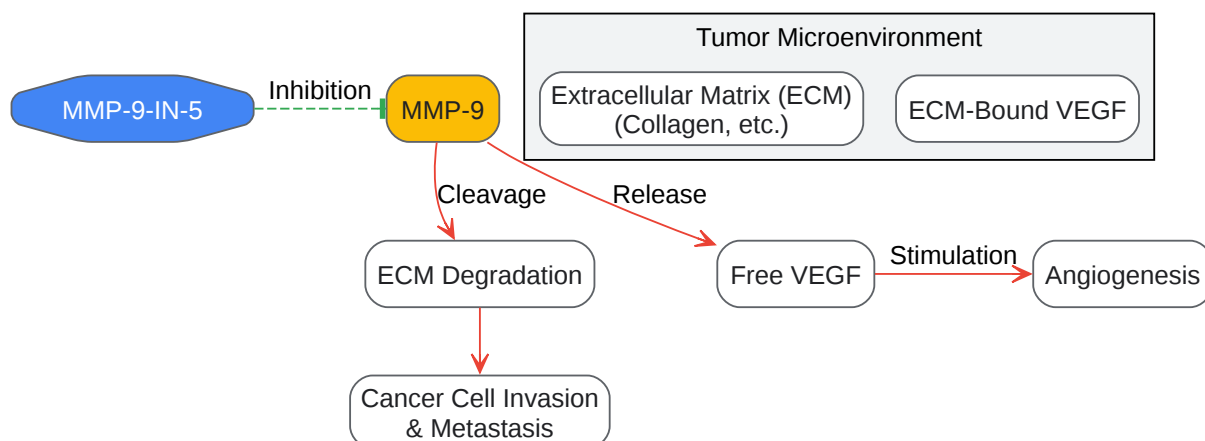 Tumor Microenvironment
MMP-9-IN-5
Inhibition
MMP-9
Extracellular Matrix (ECM)
(Collagen, etc.)
ECM-Bound VEGF
Cleavage
Release
ECM Degradation
Free VEGF
Stimulation
Angiogenesis
Cancer Cell Invasion
& Metastasis